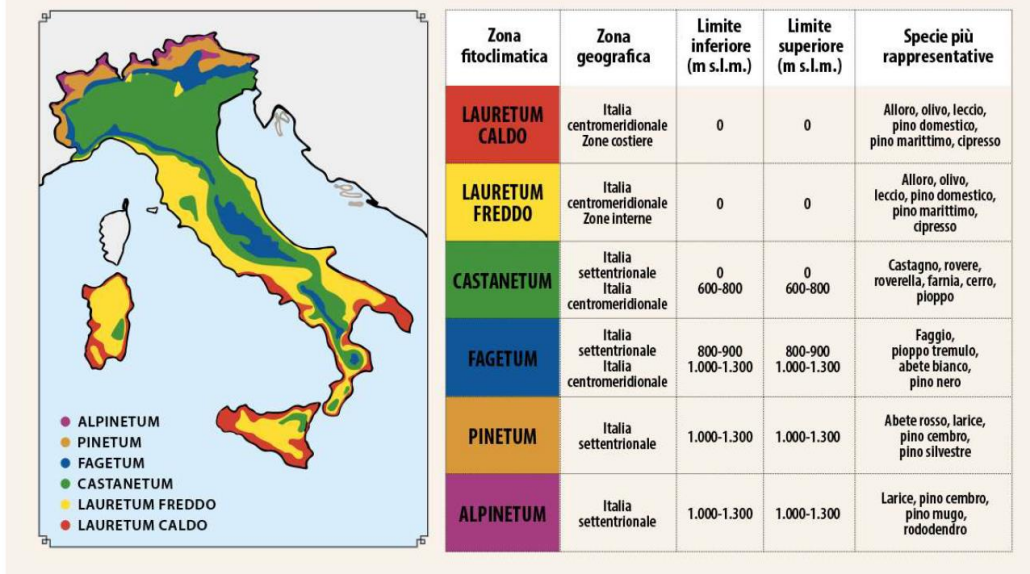 ALPINETUM
PINETUM
FAGETUM
CASTANETUM
LAURETUM FREDDO
LAURETUM CALDO
Zona
fitoclimatica
Zona
geografica
Limite
inferiore
(m s.l.m.)
Limite
superiore
(m s.l.m.)
Specie più
rappresentative
LAURETUM
CALDO
Italia
centromeridionale
Zone costiere
0
0
Alloro, olivo, leccio,
pino domestico,
pino marittimo, cipresso
LAURETUM
FREDDO
Italia
centromeridionale
Zone interne
0
0
Alloro, olivo,
leccio, pino domestico,
pino marittimo,
cipresso
CASTANETUM
Italia
settentrionale
Italia
centromeridionale
0
600-800
0
600-800
Castagno, rovere,
roverella, farnia, cerro,
pioppo
FAGETUM
Italia
settentrionale
Italia
centromeridionale
800-900
1.000-1.300
800-900
1.000-1.300
Faggio,
pioppo tremulo,
abete bianco,
pino nero
PINETUM
Italia
settentrionale
1.000-1.300
1.000-1.300
Abete rosso, larice,
pino cembro,
pino silvestre
ALPINETUM
Italia
settentrionale
1.000-1.300
1.000-1.300
Larice, pino cembro,
pino mugo,
rododendro